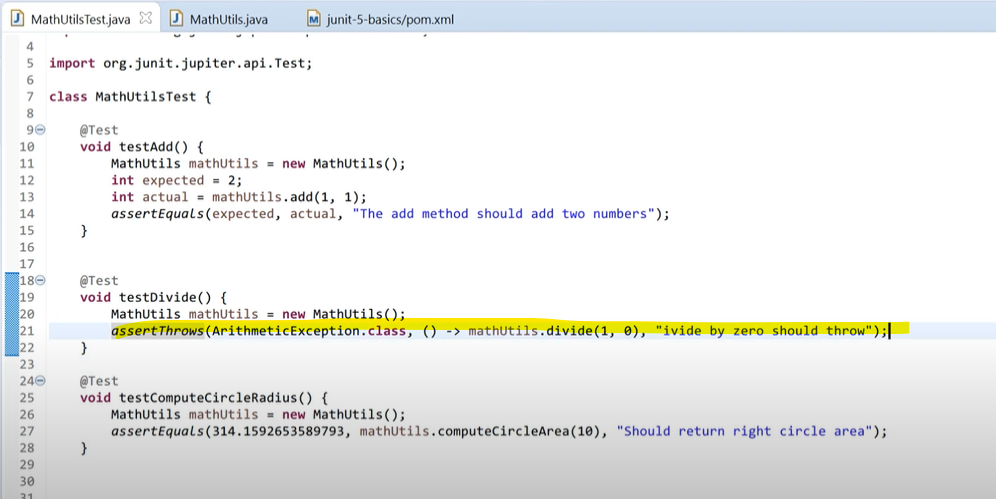 MathUtilsTest.java
MathUtils.java
junit-5-basics/pom.xml
4
5 import org.junit.jupiter.api.Test;
6
7 class MathUtilsTest {
8
9 @Test
10 void testAdd() {
11 MathUtils mathUtils = new MathUtils();
12 int expected = 2;
13 int actual = mathUtils.add(1, 1);
14 assertEquals(expected, actual, "The add method should add two numbers");
15 }
16
17
18 @Test
19 void testDivide() {
20 MathUtils mathUtils = new MathUtils();
21 assertThrows(ArithmeticException.class, () -> mathUtils.divide(1, 0), "ivide by zero should throw");
22 }
23
24 @Test
25 void testComputeCircleRadius() {
26 MathUtils mathUtils = new MathUtils();
27 assertEquals(314.1592653589793, mathUtils.computeCircleArea(10), "Should return right circle area");
28 }
29
30
31